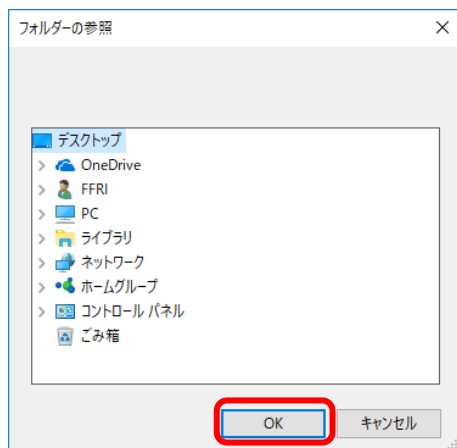 フォルダーの参照
デスクトップ
OneDrive
FFRI
PC
ライブラリ
ネットワーク
ホームグループ
コントロール パネル
ごみ箱
OK
キャンセル